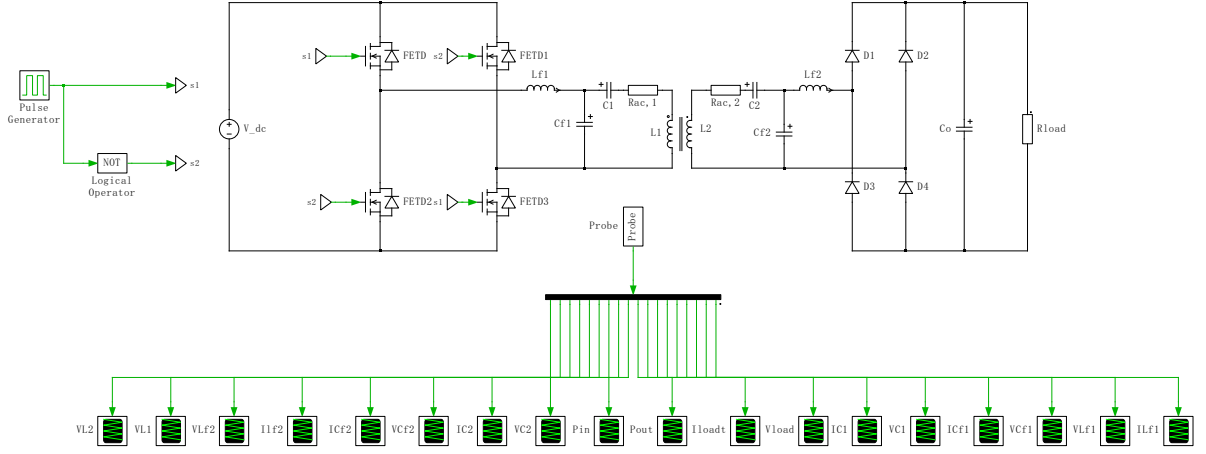 s1
FETD
s2
FETD1
D1
D2
Lf1
Lf2
s1
Pulse
Generator
C1
Rac,1
Rac,2
C2
V_dc
Cf1
L1
L2
Cf2
Co
Rload
NOT
s2
Logical
Operator
D3
D4
s2
FETD2
s1
FETD3
Probe
Probe
VL2
VL1
VLf2
Ilf2
ICf2
VCf2
IC2
VC2
Pin
Pout
Iloadt
Vload
IC1
VC1
ICf1
VCf1
VLf1
ILf1